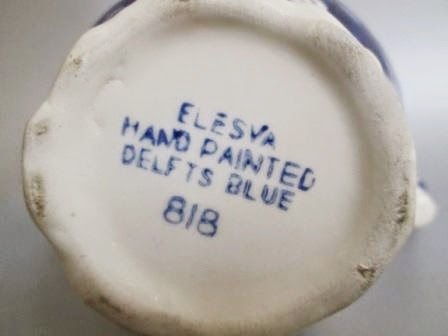 ELESVA
HAND PAINTED
DELFTS BLUE
818